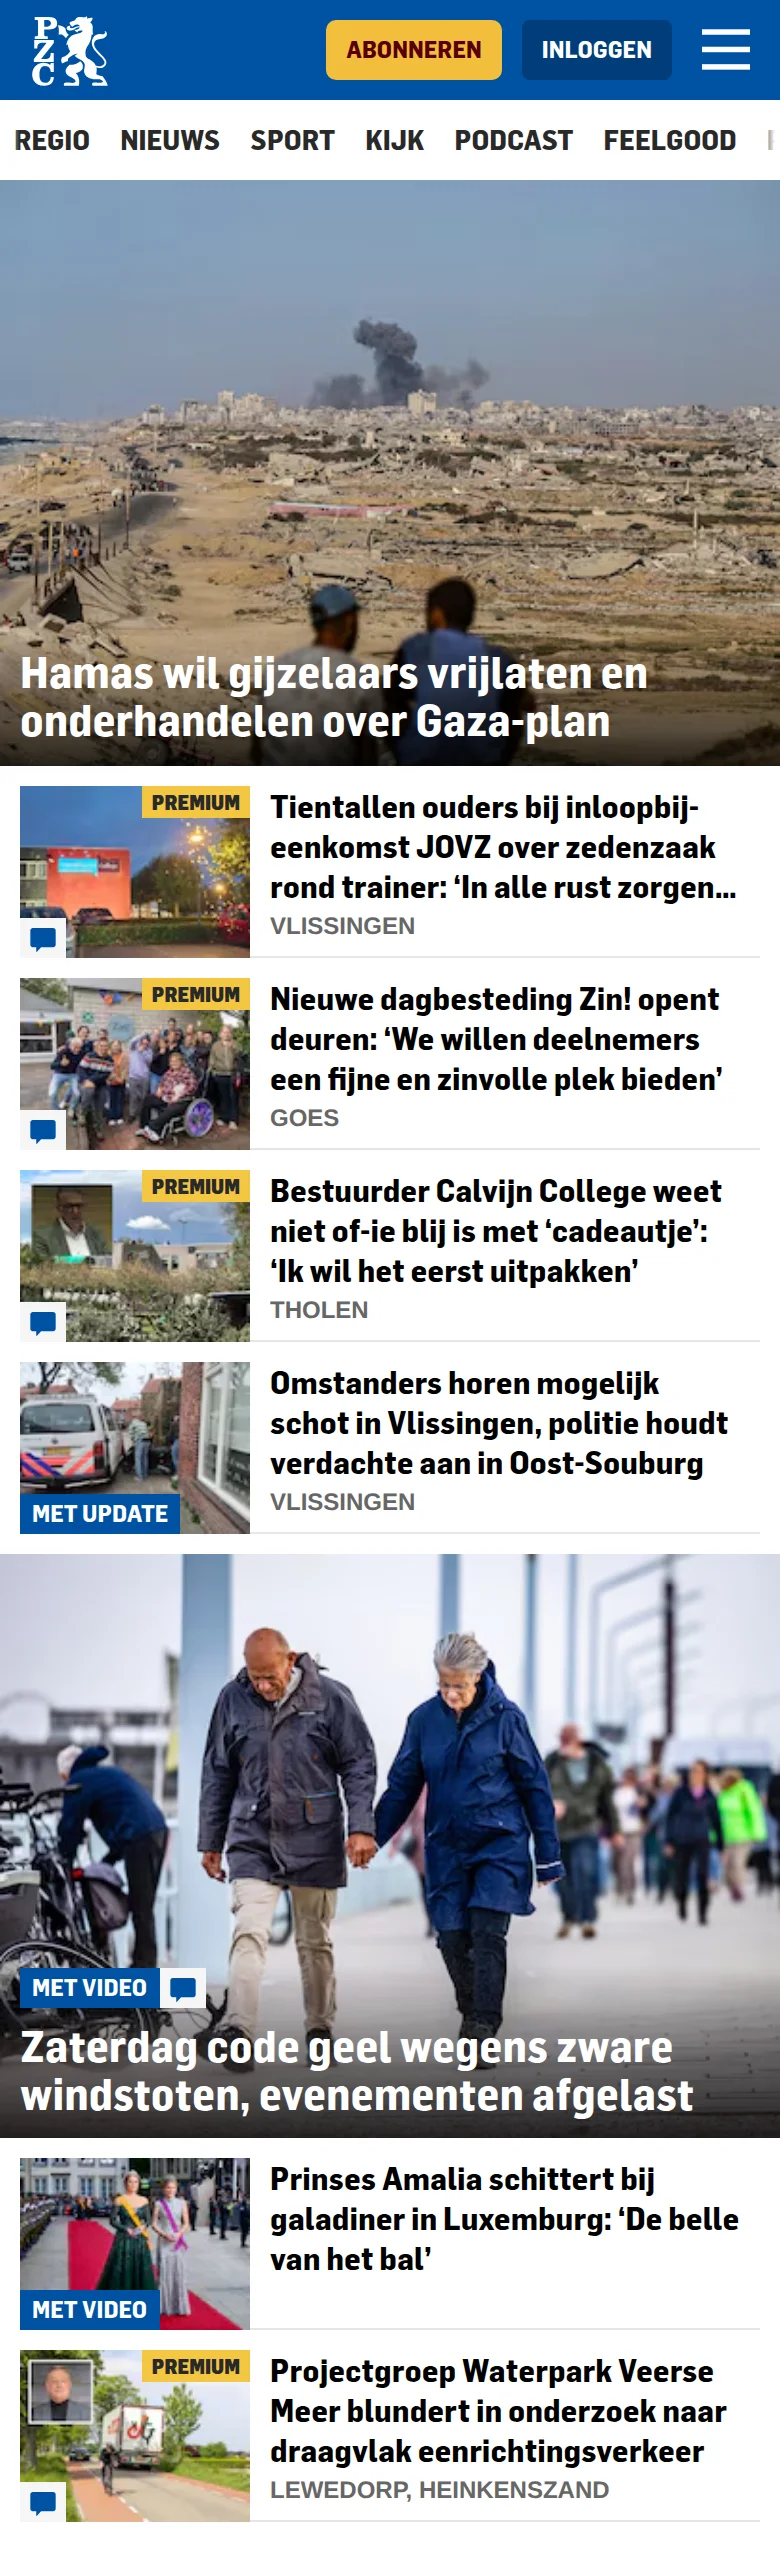 PZC
ABONNEREN
INLOGGEN
REGIO NIEUWS SPORT KIJK PODCAST FEELGOOD
Hamas wil gijzelaars vrijlaten en
onderhandelen over Gaza-plan
PREMIUM
Tientallen ouders bij inloopbij-
eenkomst JOVZ over zedenzaak
rond trainer: ‘In alle rust zorgen...
VLISSINGEN
PREMIUM
Nieuwe dagbesteding Zin! opent
deuren: ‘We willen deelnemers
een fijne en zinvolle plek bieden’
GOES
PREMIUM
Bestuurder Calvijn College weet
niet of-ie blij is met ‘cadeautje’:
‘Ik wil het eerst uitpakken’
THOLEN
MET UPDATE
Omstanders horen mogelijk
schot in Vlissingen, politie houdt
verdachte aan in Oost-Souburg
VLISSINGEN
MET VIDEO
Zaterdag code geel wegens zware
windstoten, evenementen afgelast
MET VIDEO
Prinses Amalia schittert bij
galadiner in Luxemburg: ‘De belle
van het bal’
PREMIUM
Projectgroep Waterpark Veerse
Meer blundert in onderzoek naar
draagvlak eenrichtingsverkeer
LEWEDORP, HEINKENSZAND